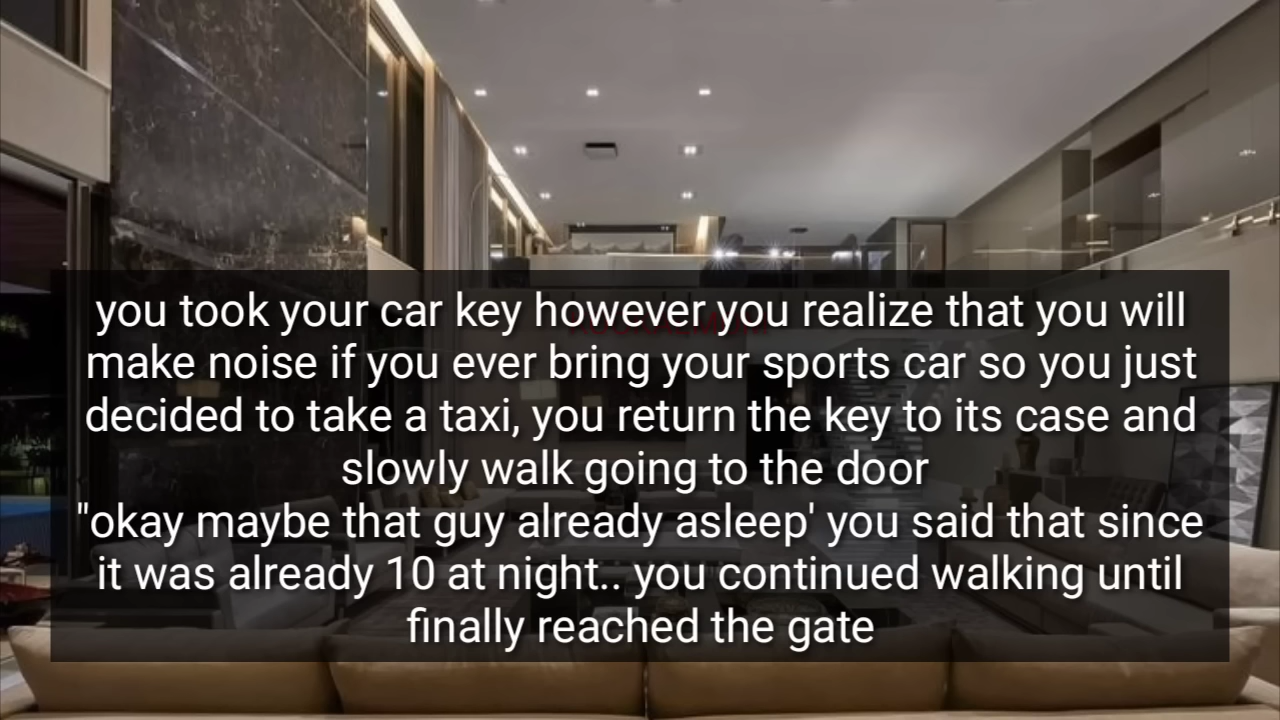 you took your car key however you realize that you will
make noise if you ever bring your sports car so you just
decided to take a taxi, you return the key to its case and
slowly walk going to the door
"okay maybe that guy already asleep' you said that since
it was already 10 at night.. you continued walking until
finally reached the gate